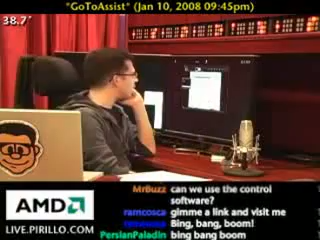 *GoToAssist* (Jan 10, 2008 09:45pm)
38.7°
MrBuzz can we use the control
software?
ramcosca gimme a link and visit me
Bing, bang, boom!
PersianPaladin bing bang boom
AMD
LIVE.PIRILLO.COM